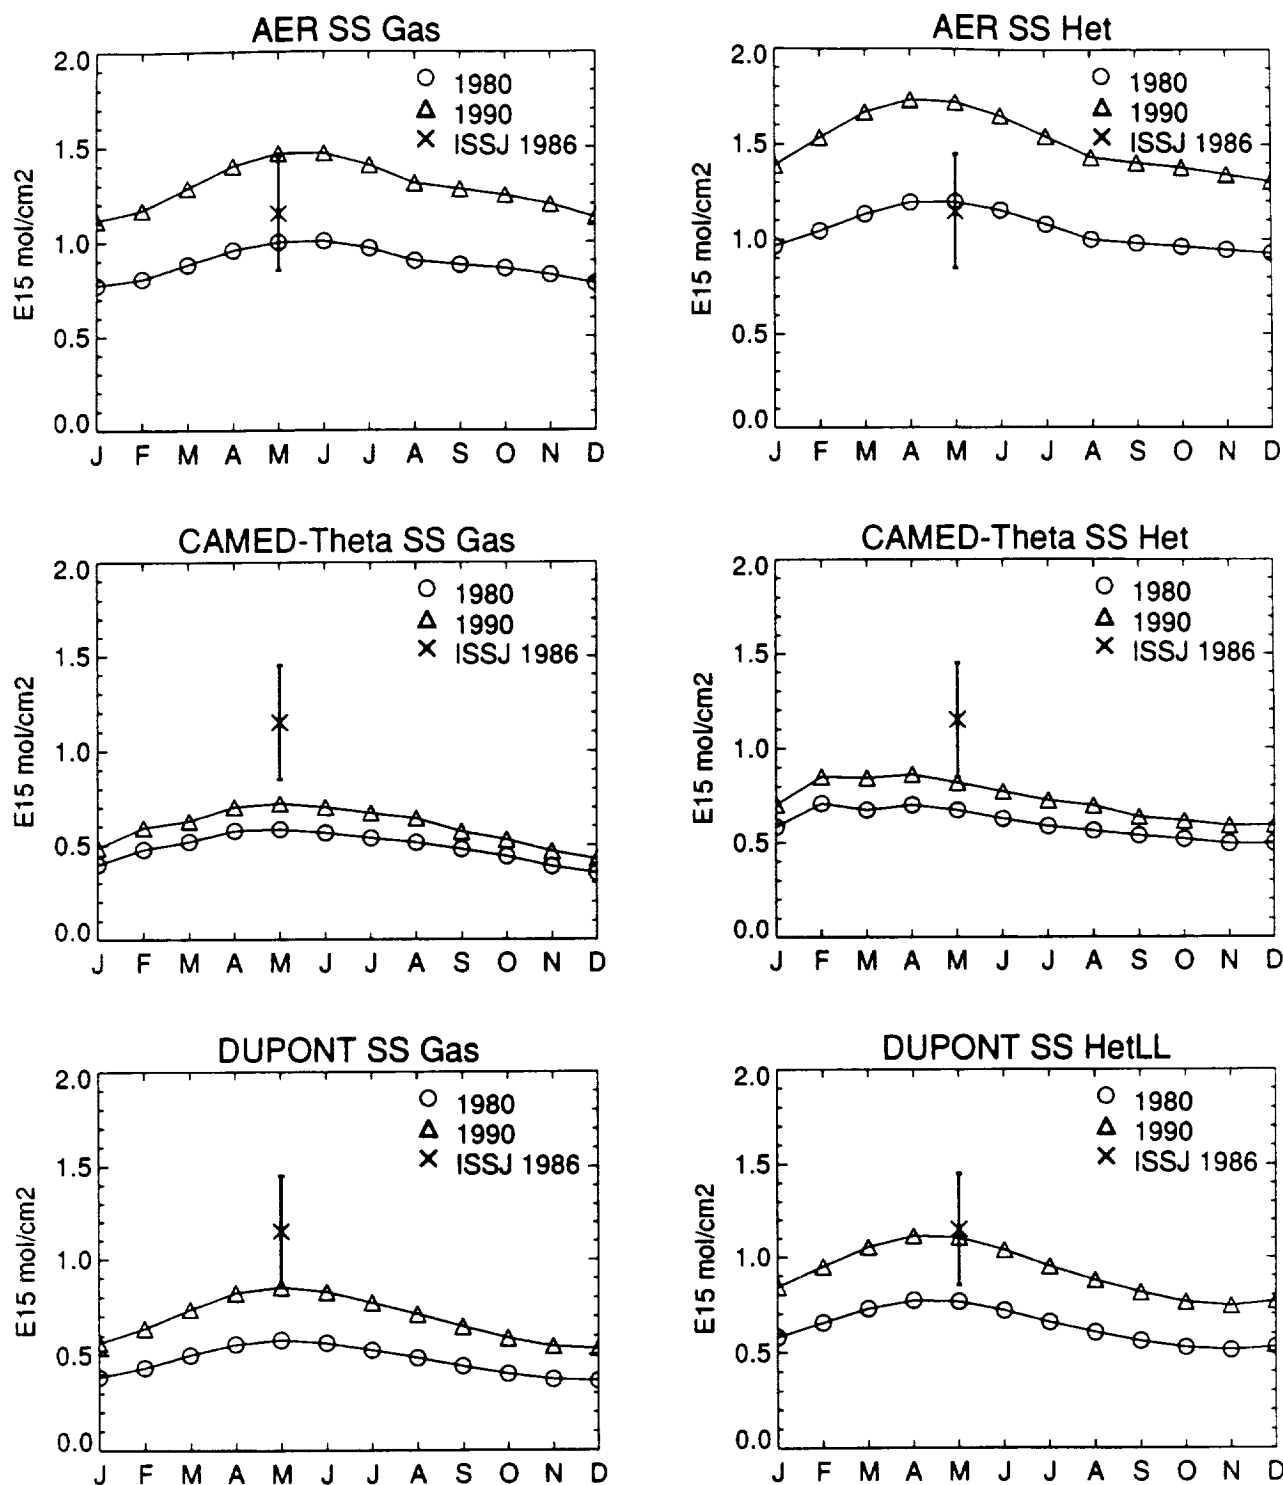 AER SS Gas
2.0
1.5
1.0
0.5
0.0
E15 mol/cm2
1980
1990
ISSJ 1986
J F M A M J J A S O N D
AER SS Het
2.0
1.5
1.0
0.5
0.0
E15 mol/cm2
1980
1990
ISSJ 1986
J F M A M J J A S O N D
CAMED-Theta SS Gas
2.0
1.5
1.0
0.5
0.0
E15 mol/cm2
1980
1990
ISSJ 1986
J F M A M J J A S O N D
CAMED-Theta SS Het
2.0
1.5
1.0
0.5
0.0
E15 mol/cm2
1980
1990
ISSJ 1986
J F M A M J J A S O N D
DUPONT SS Gas
2.0
1.5
1.0
0.5
0.0
E15 mol/cm2
1980
1990
ISSJ 1986
J F M A M J J A S O N D
DUPONT SS HetLL
2.0
1.5
1.0
0.5
0.0
E15 mol/cm2
1980
1990
ISSJ 1986
J F M A M J J A S O N D